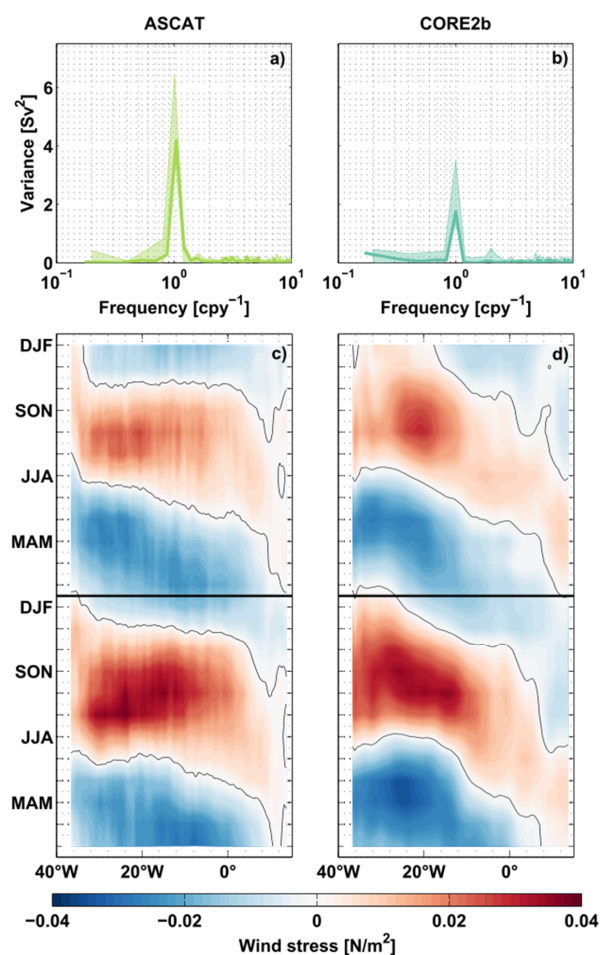 ASCAT
CORE2b
a)
b)
Variance [Sv²]
6
4
2
0
10⁻¹ 10⁰ 10¹
10⁻¹ 10⁰ 10¹
Frequency [cpy⁻¹]
Frequency [cpy⁻¹]
c)
d)
DJF
SON
JJA
MAM
DJF
SON
JJA
MAM
40°W 20°W 0°
40°W 20°W 0°
−0.04 −0.02 0 0.02 0.04
Wind stress [N/m²]